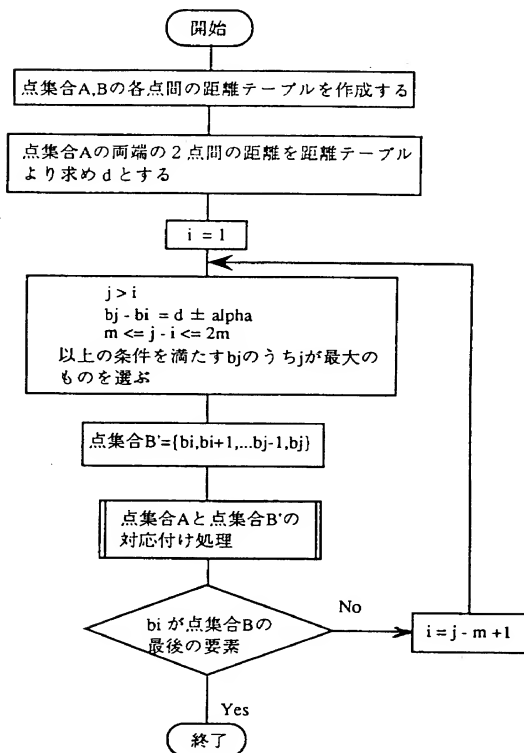 開始
点集合A,Bの各点間の距離テーブルを作成する
点集合Aの両端の2点間の距離を距離テーブル
より求めdとする
i = 1
j > i
bj - bi = d ± alpha
m <= j - i <= 2m
以上の条件を満たすbjのうちjが最大の
ものを選ぶ
点集合B'={bi,bi+1,...bj-1,bj}
点集合Aと点集合B'の
対応付け処理
bi が点集合Bの
最後の要素
No
i = j - m +1
Yes
終了